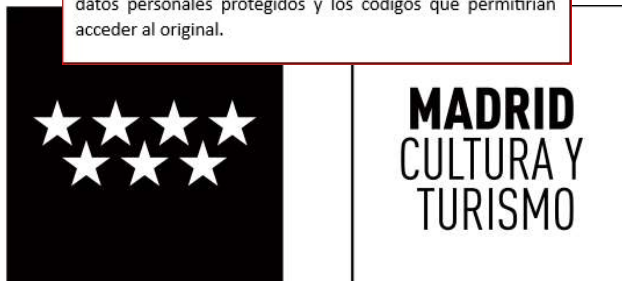 datos personales protegidos y los códigos que permitirían
acceder al original.
MADRID
CULTURA Y
TURISMO